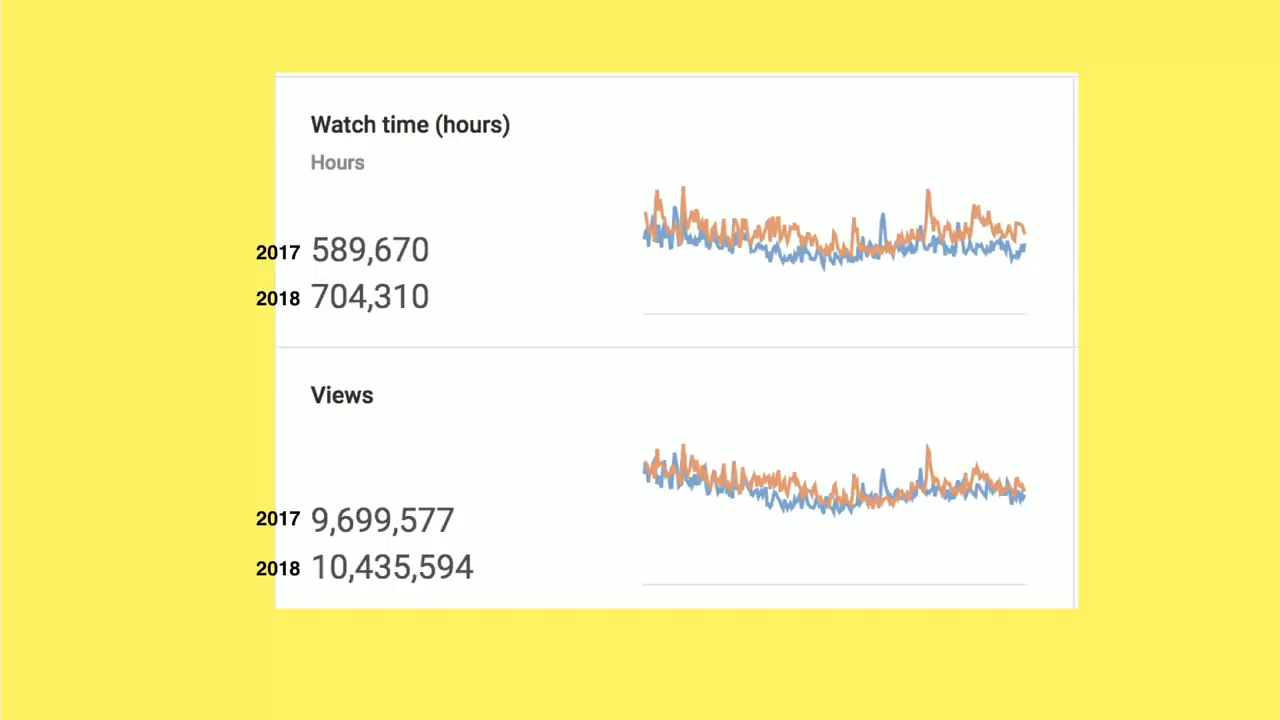 Watch time (hours)
Hours
2017 589,670
2018 704,310
Views
2017 9,699,577
2018 10,435,594